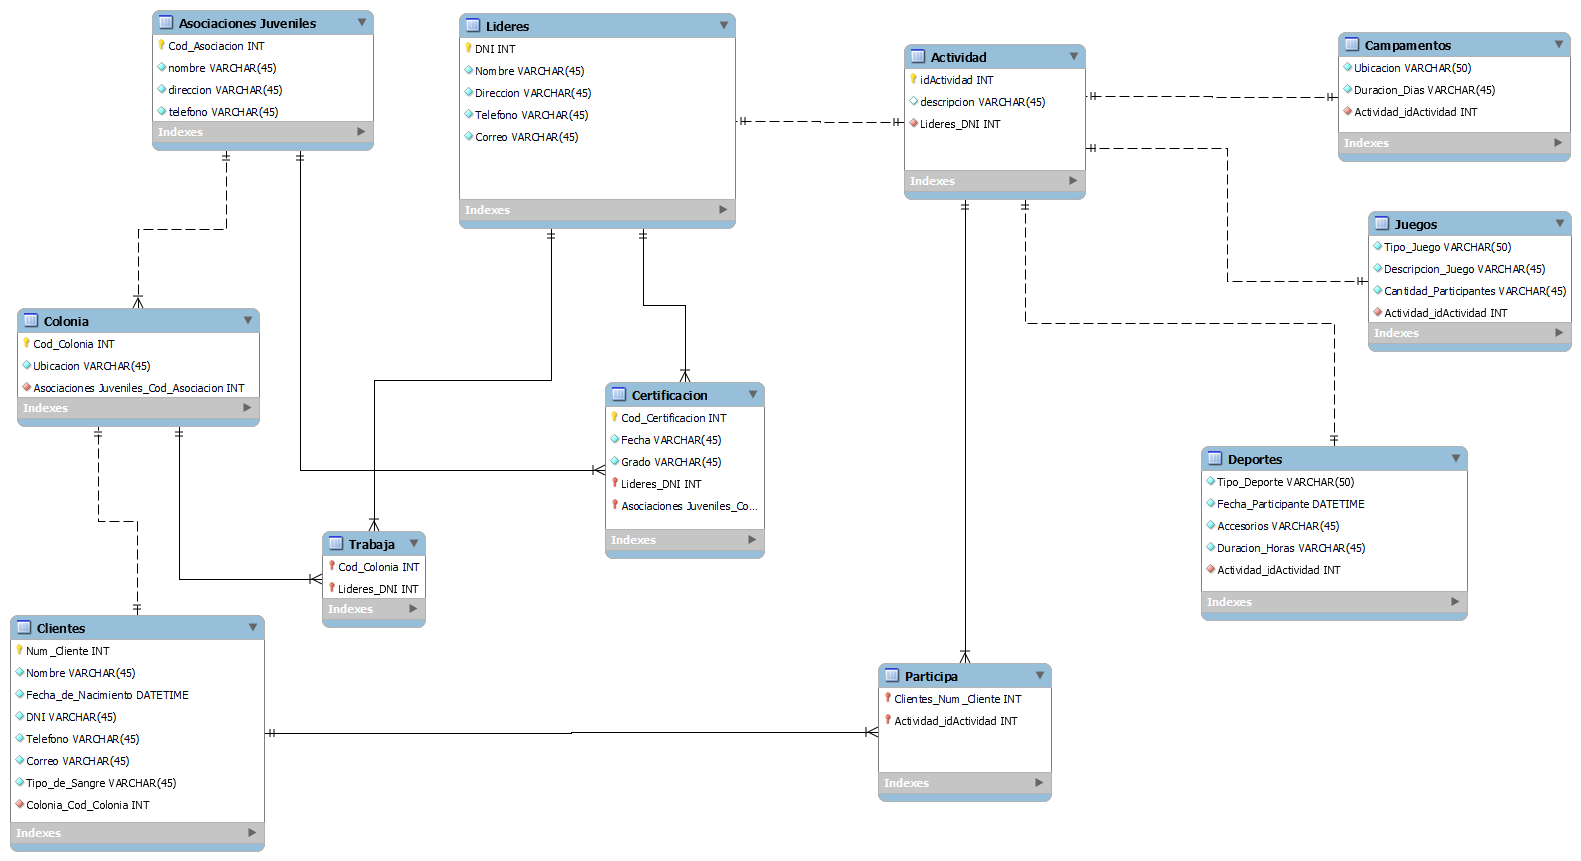 Asociaciones Juveniles
Cod_Asociacion INT
nombre VARCHAR(45)
direccion VARCHAR(45)
telefono VARCHAR(45)
Indexes
Lideres
DNI INT
Nombre VARCHAR(45)
Direccion VARCHAR(45)
Telefono VARCHAR(45)
Correo VARCHAR(45)
Indexes
Actividad
idActividad INT
descripcion VARCHAR(45)
Lideres_DNI INT
Indexes
Campamentos
Ubicacion VARCHAR(50)
Duracion_Dias VARCHAR(45)
Actividad_idActividad INT
Indexes
Juegos
Tipo_Juego VARCHAR(50)
Descripcion_Juego VARCHAR(45)
Cantidad_Participantes VARCHAR(45)
Actividad_idActividad INT
Indexes
Colonia
Cod_Colonia INT
Ubicacion VARCHAR(45)
Asociaciones Juveniles_Cod_Asociacion INT
Indexes
Certificacion
Cod_Certificacion INT
Fecha VARCHAR(45)
Grado VARCHAR(45)
Lideres_DNI INT
Asociaciones Juveniles_Co...
Indexes
Deportes
Tipo_Deporte VARCHAR(50)
Fecha_Participante DATETIME
Accesorios VARCHAR(45)
Duracion_Horas VARCHAR(45)
Actividad_idActividad INT
Indexes
Trabaja
Cod_Colonia INT
Lideres_DNI INT
Indexes
Clientes
Num_Cliente INT
Nombre VARCHAR(45)
Fecha_de_Nacimiento DATETIME
DNI VARCHAR(45)
Telefono VARCHAR(45)
Correo VARCHAR(45)
Tipo_de_Sangre VARCHAR(45)
Colonia_Cod_Colonia INT
Indexes
Participa
Clientes_Num_Cliente INT
Actividad_idActividad INT
Indexes